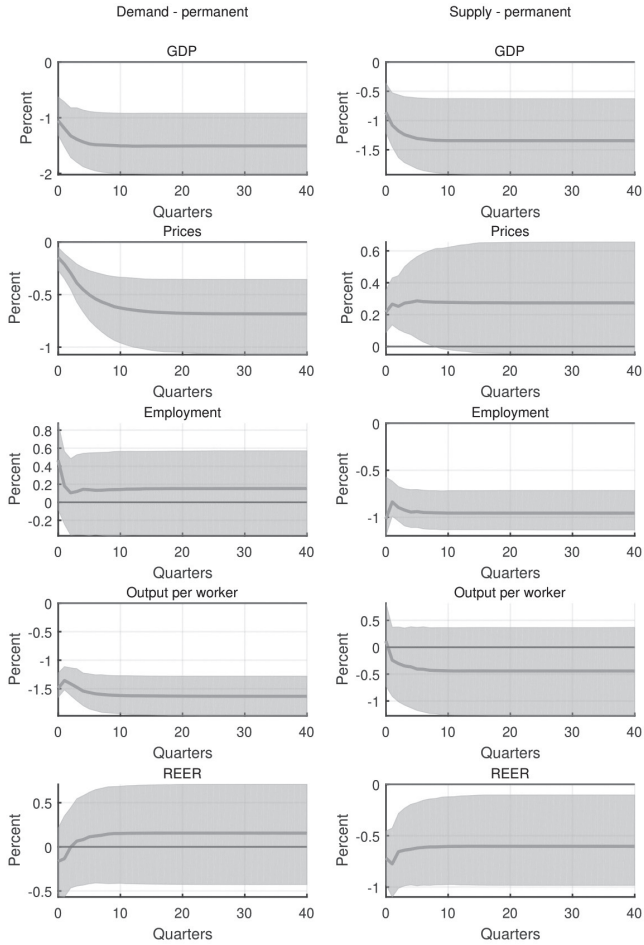 Demand - permanent
Supply - permanent
GDP
GDP
0
-1
-2
Percent
0 10 20 30 40
Quarters
0
-0.5
-1
-1.5
Percent
0 10 20 30 40
Quarters
Prices
Prices
0
-0.5
-1
Percent
0 10 20 30 40
Quarters
0.6
0.4
0.2
0
Percent
0 10 20 30 40
Quarters
Employment
Employment
0.8
0.6
0.4
0.2
0
-0.2
Percent
0 10 20 30 40
Quarters
0
-0.5
-1
Percent
0 10 20 30 40
Quarters
Output per worker
Output per worker
0
-0.5
-1
-1.5
Percent
0 10 20 30 40
Quarters
0.5
0
-0.5
-1
Percent
0 10 20 30 40
Quarters
REER
REER
0.5
0
-0.5
Percent
0 10 20 30 40
Quarters
0
-0.5
-1
Percent
0 10 20 30 40
Quarters